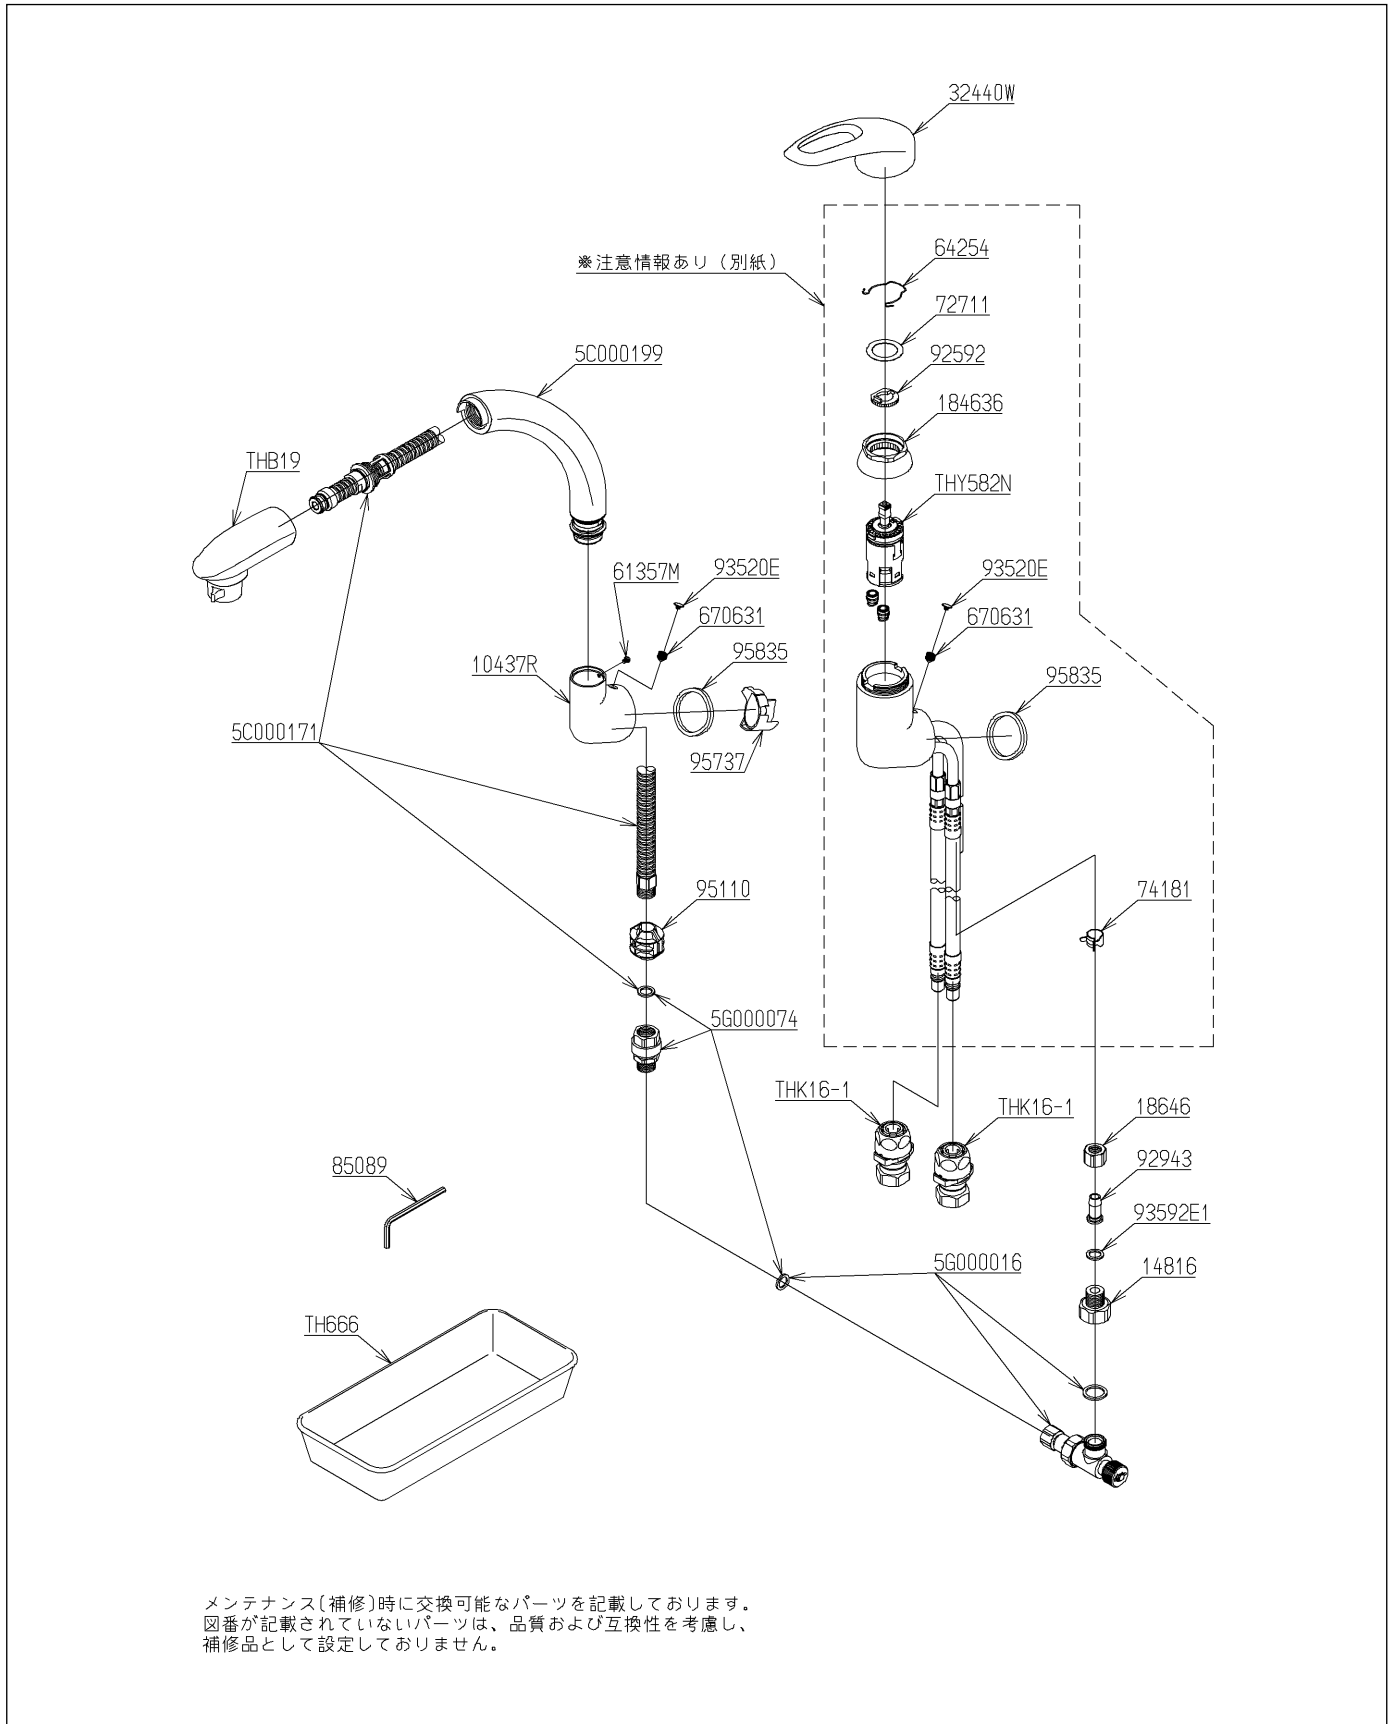 32440W
64254
※注意情報あり（別紙）
72711
5C000199
92592
184636
THB19
THY582N
61357M
93520E
93520E
670631
670631
10437R
95835
95835
5C000171
95737
95110
74181
5G000074
THK16-1
THK16-1
18646
85089
92943
93592E1
5G000016
14816
TH666
メンテナンス〔補修〕時に交換可能なパーツを記載しております。
図番が記載されていないパーツは、品質および互換性を考慮し、
補修品として設定しておりません。